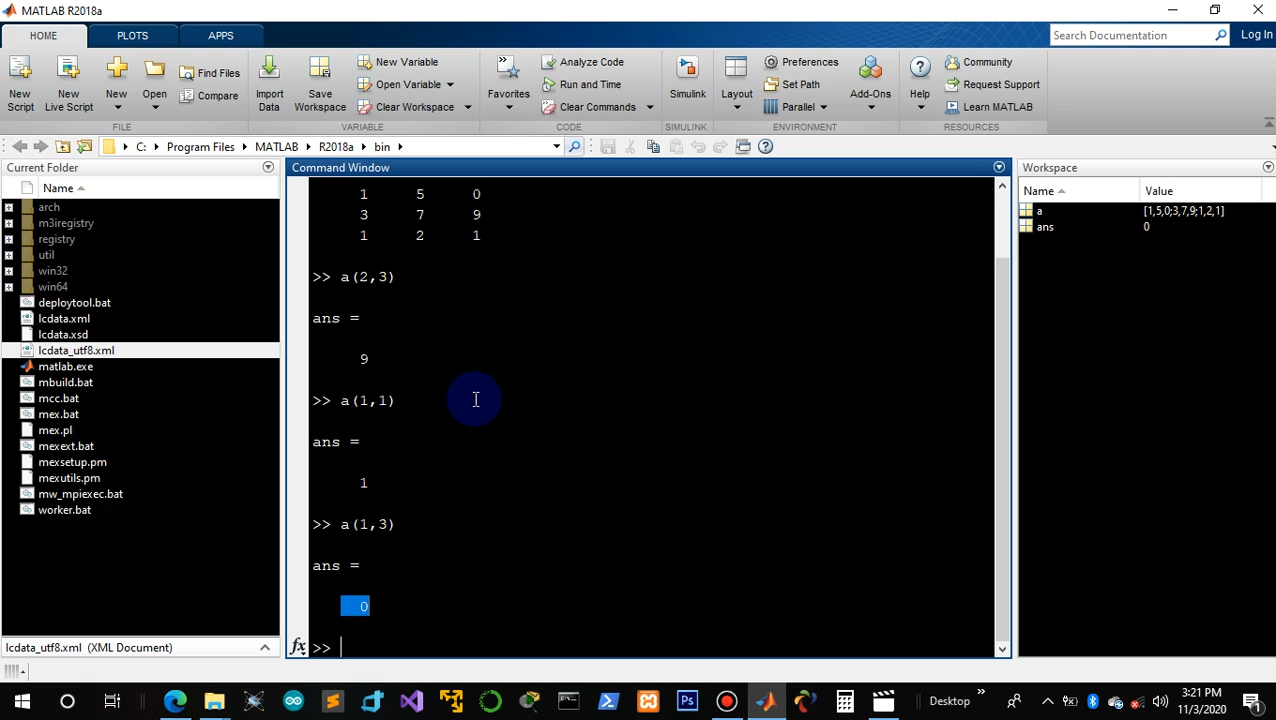 MATLAB R2018a
HOME PLOTS APPS
Search Documentation
Log In
New Script
New Live Script
New
Open
Find Files
Compare
FILE
Import Data
Save Workspace
New Variable
Open Variable
Clear Workspace
VARIABLE
Favorites
Analyze Code
Run and Time
Clear Commands
CODE
Simulink
SIMULINK
Layout
Preferences
Set Path
Parallel
Add-Ons
ENVIRONMENT
Help
Community
Request Support
Learn MATLAB
RESOURCES
C: Program Files MATLAB R2018a bin
Current Folder
Name
arch
m3iregistry
registry
util
win32
win64
deploytool.bat
lcdata.xml
lcdata.xsd
lcdata_utf8.xml
matlab.exe
mbuild.bat
mcc.bat
mex.bat
mex.pl
mexext.bat
mexsetup.pm
mexutils.pm
mw_mpiexec.bat
worker.bat
lcdata_utf8.xml (XML Document)
Command Window
1 5 0
3 7 9
1 2 1
>> a(2,3)
ans =
9
>> a(1,1)
ans =
1
>> a(1,3)
ans =
0
fx >>
Workspace
Name Value
a [1,5,0;3,7,9;1,2,1]
ans 0
Ps
Desktop
3:21 PM
11/3/2020
1